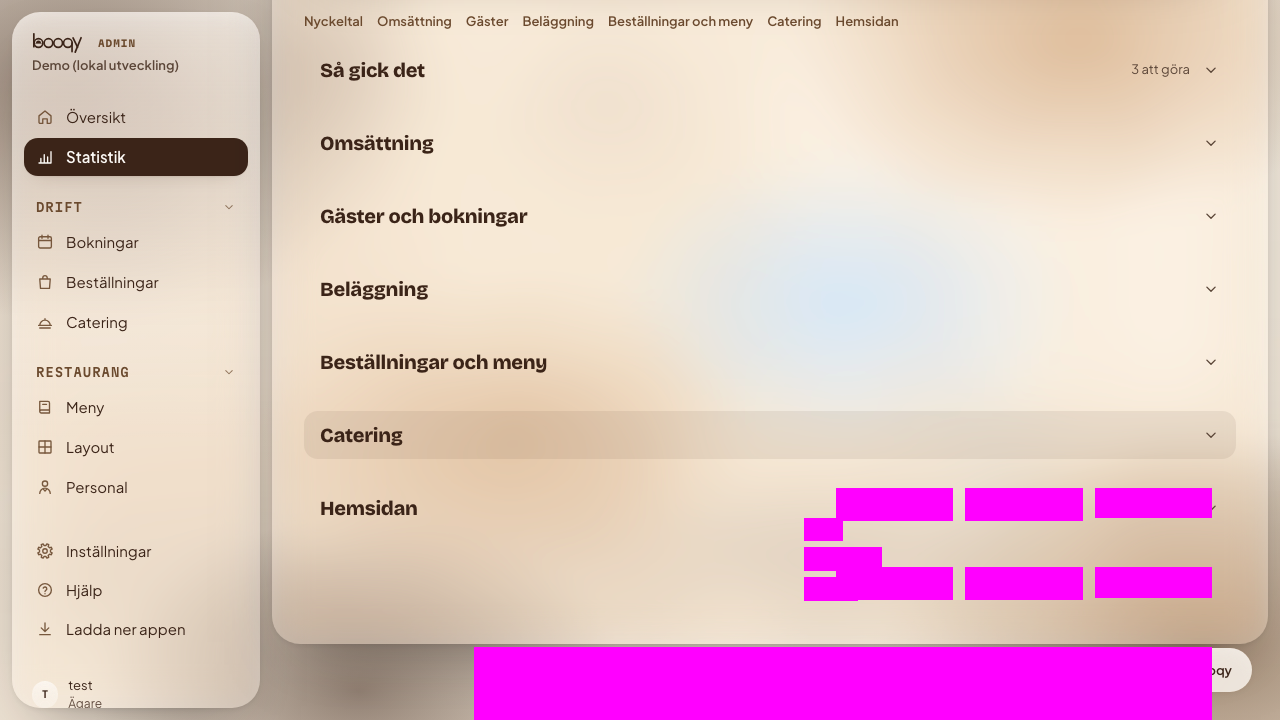 booqy ADMIN
Demo (lokal utveckling)
Översikt
Statistik
DRIFT
Bokningar
Beställningar
Catering
RESTAURANG
Meny
Layout
Personal
Inställningar
Hjälp
Ladda ner appen
T
test
Ägare
Nyckeltal Omsättning Gäster Beläggning Beställningar och meny Catering Hemsidan
Så gick det 3 att göra
Omsättning
Gäster och bokningar
Beläggning
Beställningar och meny
Catering
Hemsidan